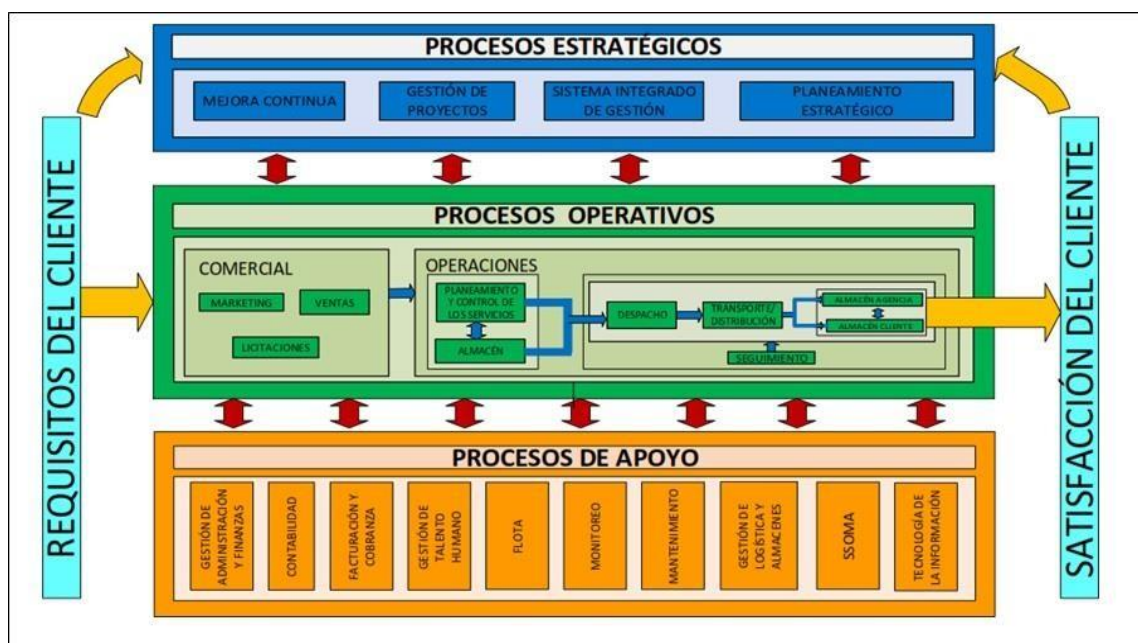 PROCESOS ESTRATÉGICOS
MEJORA CONTINUA
GESTIÓN DE
PROYECTOS
SISTEMA INTEGRADO
DE GESTIÓN
PLANEAMIENTO
ESTRATÉGICO
REQUISITOS DEL CLIENTE
PROCESOS OPERATIVOS
COMERCIAL
MARKETING
VENTAS
LICITACIONES
OPERACIONES
PLANEAMIENTO
Y CONTROL DE
LOS SERVICIOS
ALMACÉN
DESPACHO
TRANSPORTE/
DISTRIBUCIÓN
ALMACÉN AGENCIA
ALMACÉN CLIENTE
SEGUIMIENTO
SATISFACCIÓN DEL CLIENTE
PROCESOS DE APOYO
GESTIÓN DE
ADMINISTRACIÓN
Y FINANZAS
CONTABILIDAD
FACTURACIÓN Y
COBRANZA
GESTIÓN DE
TALENTO
HUMANO
FLOTA
MONITOREO
MANTENIMIENTO
GESTIÓN DE
LOGÍSTICA Y
ALMACENES
SSOMA
TECNOLOGÍA DE
LA INFORMACIÓN